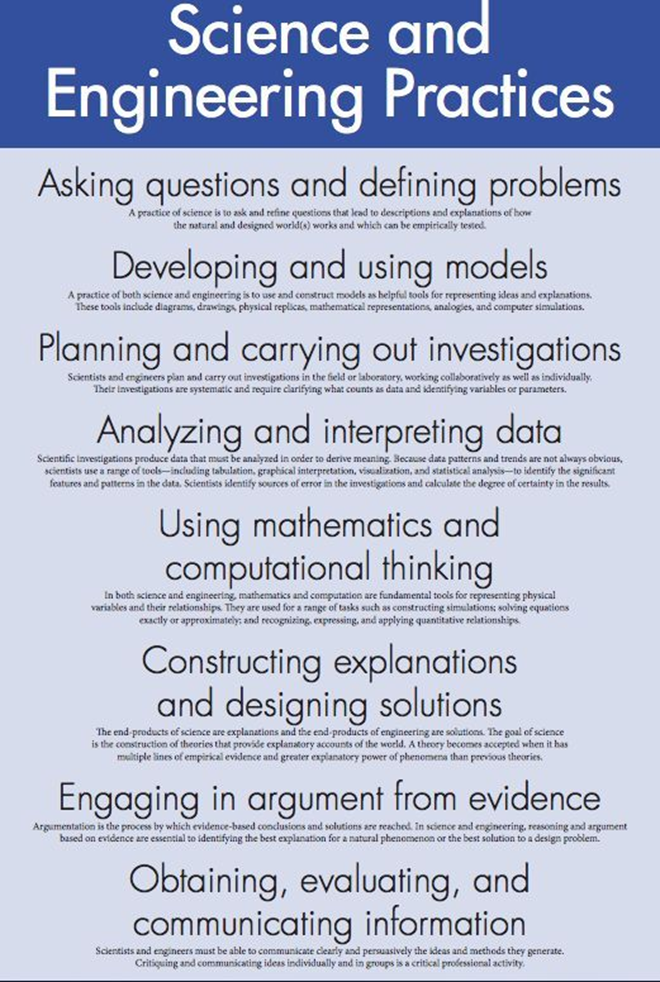 Science and
Engineering Practices
Asking questions and defining problems
A practice of science is to ask and refine questions that lead to descriptions and explanations of how
the natural and designed world(s) works and which can be empirically tested.
Developing and using models
A practice of both science and engineering is to use and construct models as helpful tools for representing ideas and explanations.
These tools include diagrams, drawings, physical replicas, mathematical representations, analogies, and computer simulations.
Planning and carrying out investigations
Scientists and engineers plan and carry out investigations in the field or laboratory, working collaboratively as well as individually.
Their investigations are systematic and require clarifying what counts as data and identifying variables or parameters.
Analyzing and interpreting data
Scientific investigations produce data that must be analyzed in order to derive meaning. Because data patterns and trends are not always obvious,
scientists use a range of tools—including tabulation, graphical interpretation, visualization, and statistical analysis—to identify the significant
features and patterns in the data. Scientists identify sources of error in the investigations and calculate the degree of certainty in the results.
Using mathematics and
computational thinking
In both science and engineering, mathematics and computation are fundamental tools for representing physical
variables and their relationships. They are used for a range of tasks such as constructing simulations; solving equations
exactly or approximately; and recognizing, expressing, and applying quantitative relationships.
Constructing explanations
and designing solutions
The end-products of science are explanations and the end-products of engineering are solutions. The goal of science
is the construction of theories that provide explanatory accounts of the world. A theory becomes accepted when it has
multiple lines of empirical evidence and greater explanatory power of phenomena than previous theories.
Engaging in argument from evidence
Argumentation is the process by which evidence-based conclusions and solutions are reached. In science and engineering, reasoning and argument
based on evidence are essential to identifying the best explanation for a natural phenomenon or the best solution to a design problem.
Obtaining, evaluating, and
communicating information
Scientists and engineers must be able to communicate clearly and persuasively the ideas and methods they generate.
Critiquing and communicating ideas individually and in groups is a critical professional activity.